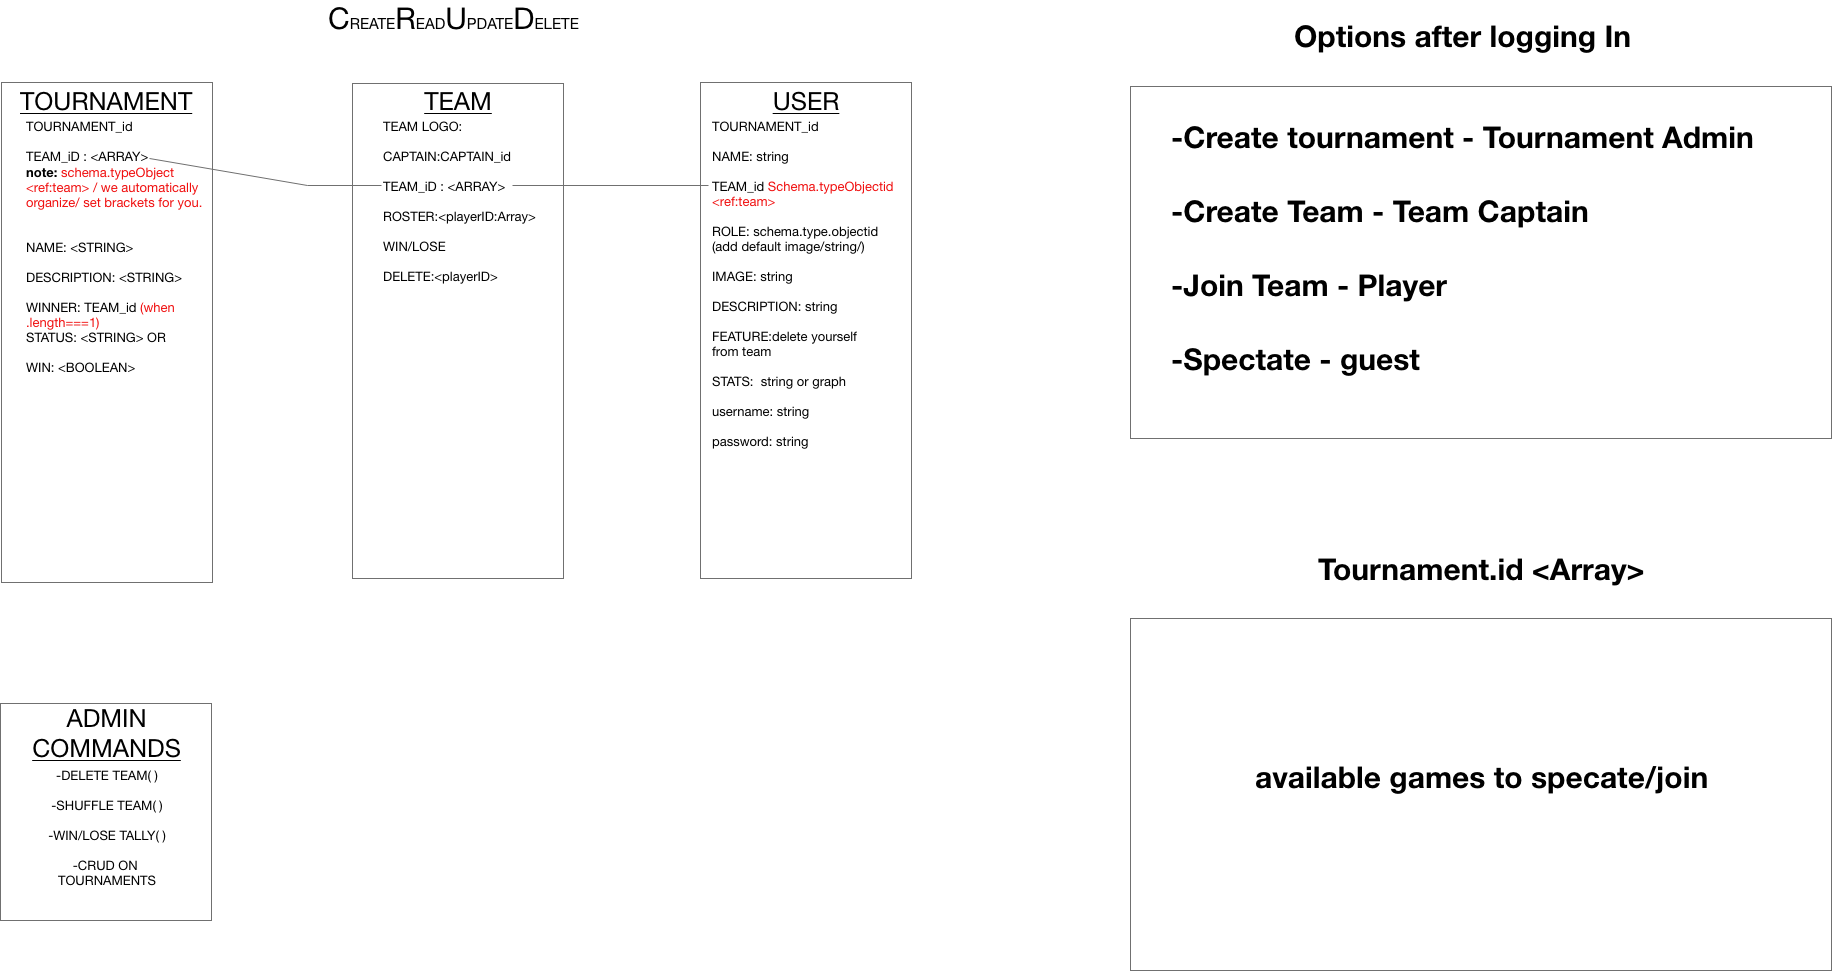 CREATEREADUPDATEDELETE
TOURNAMENT
TOURNAMENT_id
TEAM_iD : <ARRAY>
note: schema.typeObject
<ref:team> / we automatically
organize/ set brackets for you.
NAME: <STRING>
DESCRIPTION: <STRING>
WINNER: TEAM_id (when
.length===1)
STATUS: <STRING> OR
WIN: <BOOLEAN>
TEAM
TEAM LOGO:
CAPTAIN:CAPTAIN_id
TEAM_iD : <ARRAY>
ROSTER:<playerID:Array>
WIN/LOSE
DELETE:<playerID>
USER
TOURNAMENT_id
NAME: string
TEAM_id Schema.typeObjectid
<ref:team>
ROLE: schema.type.objectid
(add default image/string/)
IMAGE: string
DESCRIPTION: string
FEATURE:delete yourself
from team
STATS:  string or graph
username: string
password: string
Options after logging In
-Create tournament - Tournament Admin
-Create Team - Team Captain
-Join Team - Player
-Spectate - guest
Tournament.id <Array>
available games to specate/join
ADMIN
COMMANDS
-DELETE TEAM( )
-SHUFFLE TEAM( )
-WIN/LOSE TALLY( )
-CRUD ON
TOURNAMENTS